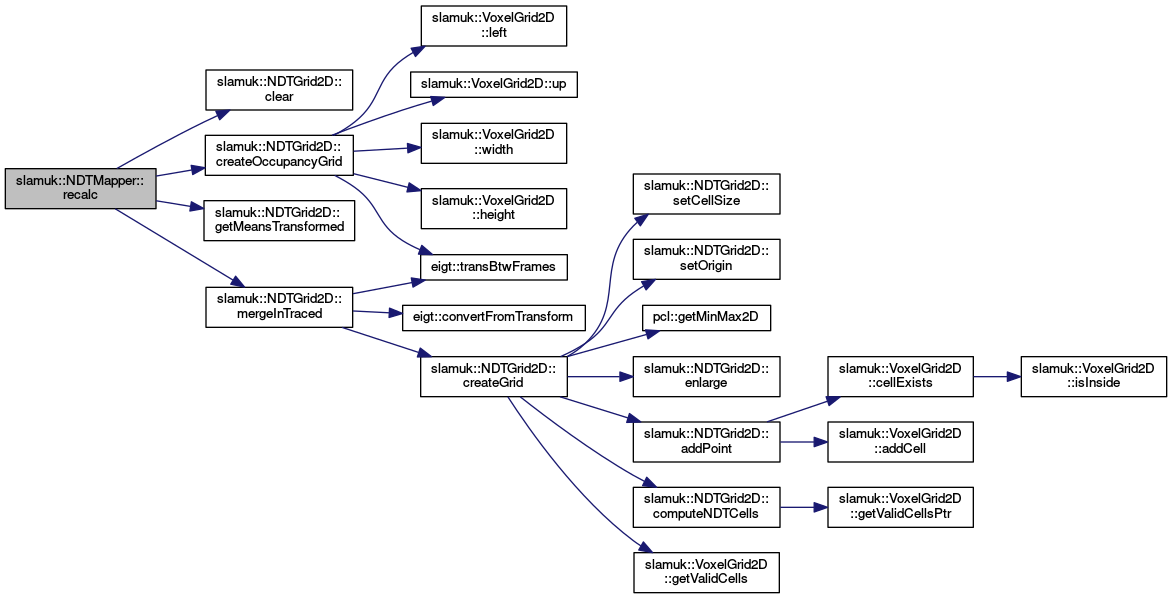 slamuk::NDTMapper::
recalc
slamuk::NDTGrid2D::
clear
slamuk::NDTGrid2D::
createOccupancyGrid
slamuk::NDTGrid2D::
getMeansTransformed
slamuk::NDTGrid2D::
mergeInTraced
slamuk::VoxelGrid2D
::left
slamuk::VoxelGrid2D::up
slamuk::VoxelGrid2D
::width
slamuk::VoxelGrid2D
::height
eigt::transBtwFrames
eigt::convertFromTransform
slamuk::NDTGrid2D::
createGrid
slamuk::NDTGrid2D::
setCellSize
slamuk::NDTGrid2D::
setOrigin
pcl::getMinMax2D
slamuk::NDTGrid2D::
enlarge
slamuk::NDTGrid2D::
addPoint
slamuk::NDTGrid2D::
computeNDTCells
slamuk::VoxelGrid2D
::getValidCells
slamuk::VoxelGrid2D
::cellExists
slamuk::VoxelGrid2D
::addCell
slamuk::VoxelGrid2D
::getValidCellsPtr
slamuk::VoxelGrid2D
::isInside